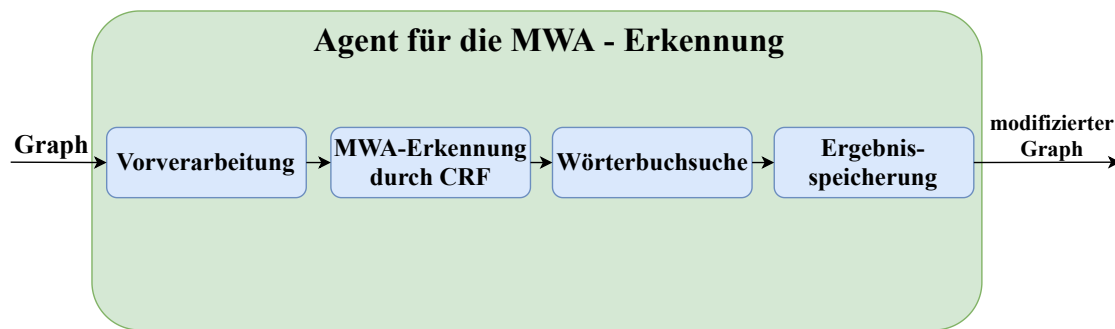 Agent für die MWA - Erkennung
Graph
Vorverarbeitung
MWA-Erkennung
durch CRF
Wörterbuchsuche
Ergebnis-
speicherung
modifizierter
Graph